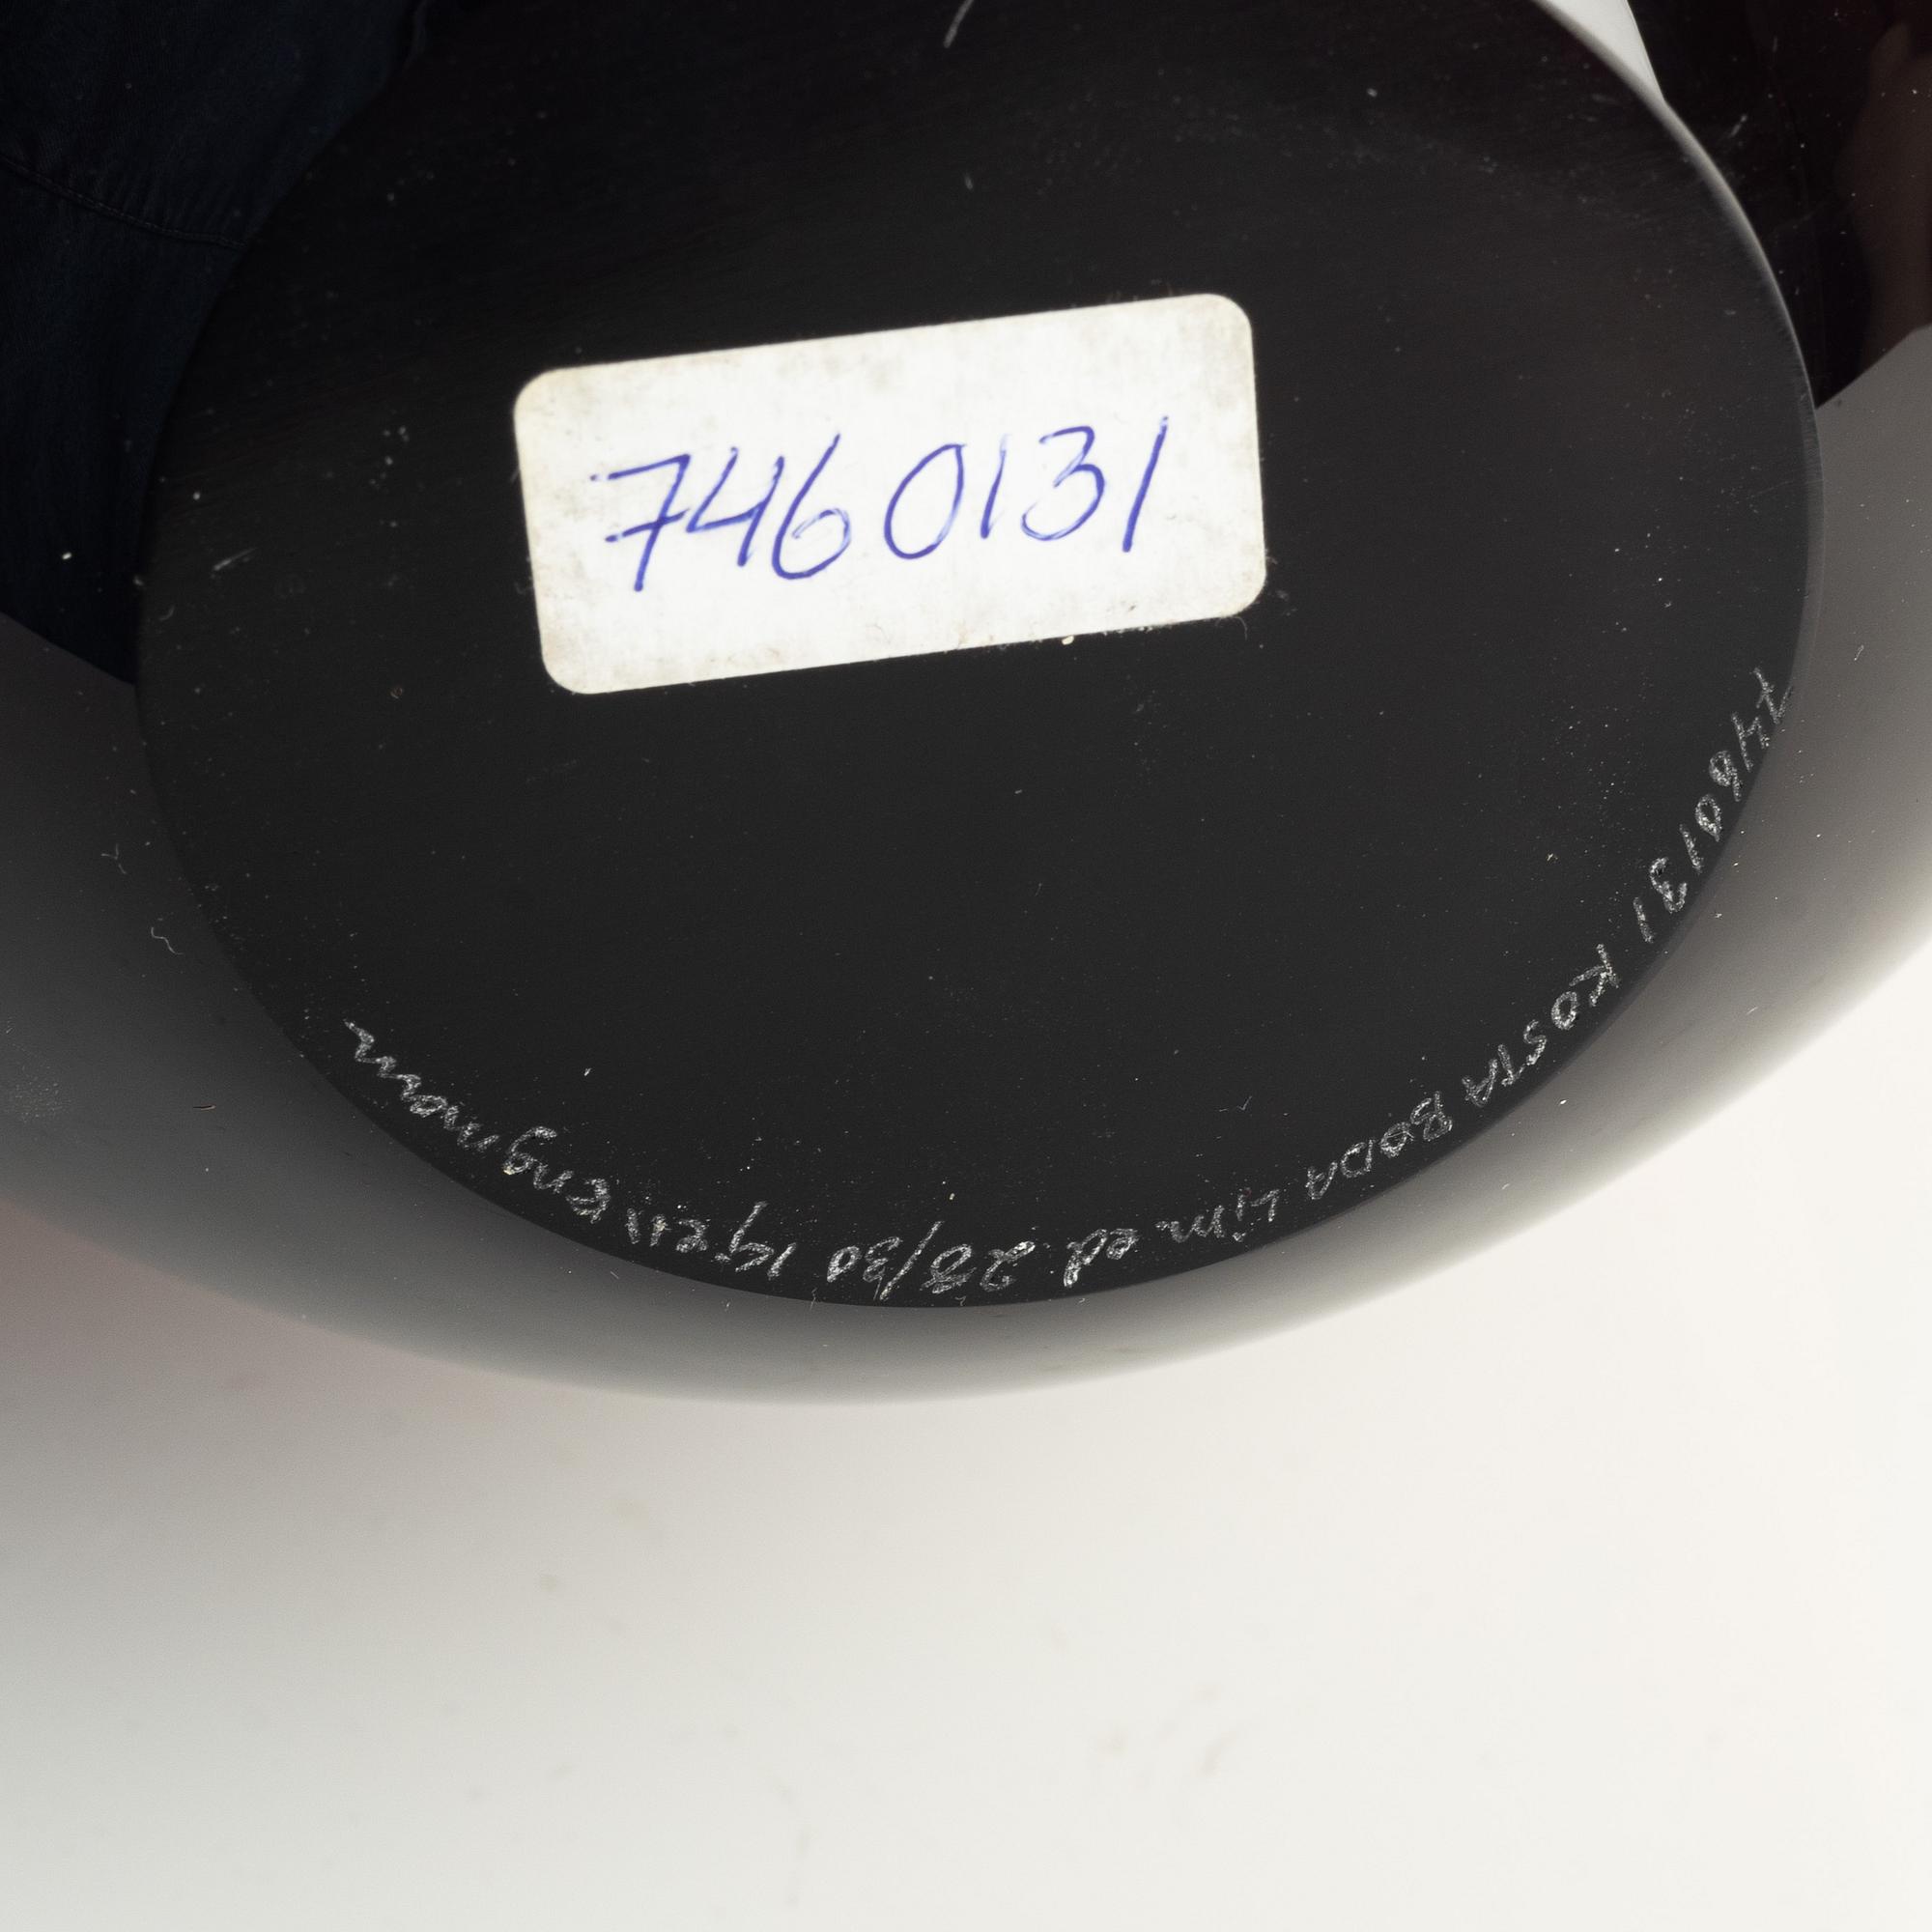 7460131
7460131 KOSTA BODA Lim ed 28/30 Kjell Engman